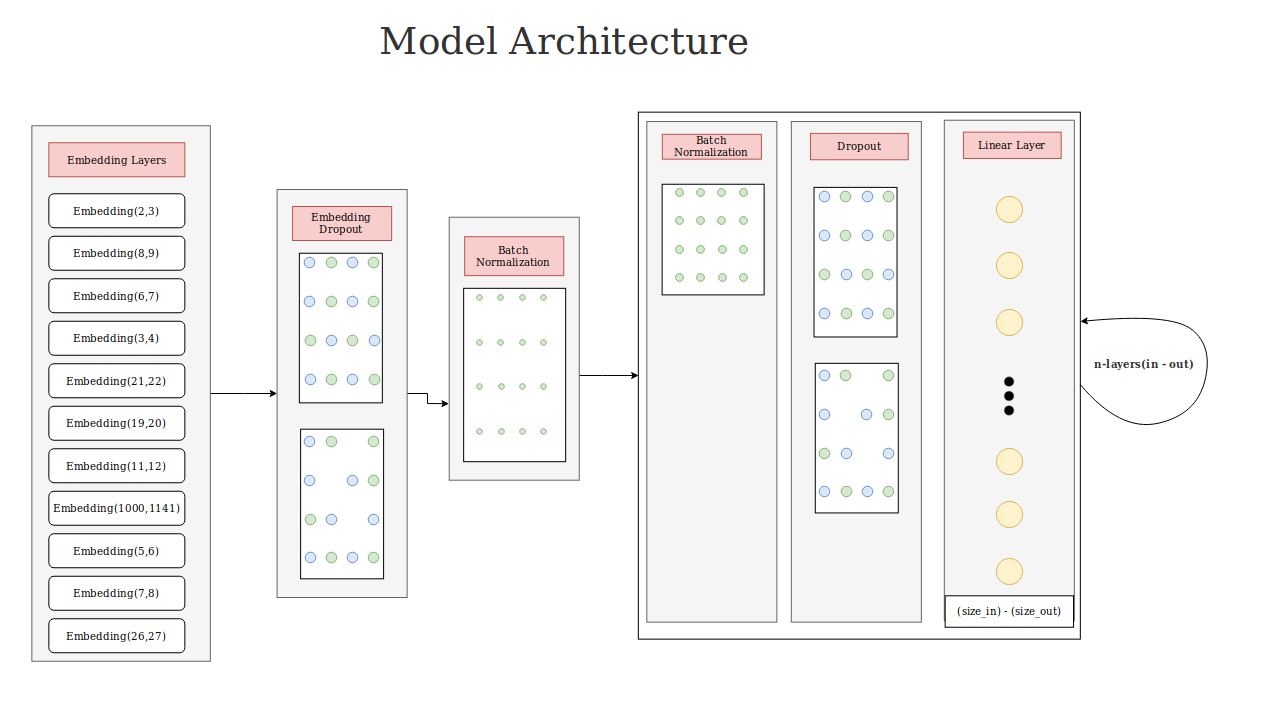 Model Architecture
Embedding Layers
Embedding(2,3)
Embedding(8,9)
Embedding(6,7)
Embedding(3,4)
Embedding(21,22)
Embedding(19,20)
Embedding(11,12)
Embedding(1000,1141)
Embedding(5,6)
Embedding(7,8)
Embedding(26,27)
Embedding
Dropout
Batch
Normalization
Batch
Normalization
Dropout
Linear Layer
(size_in) - (size_out)
n-layers(in - out)